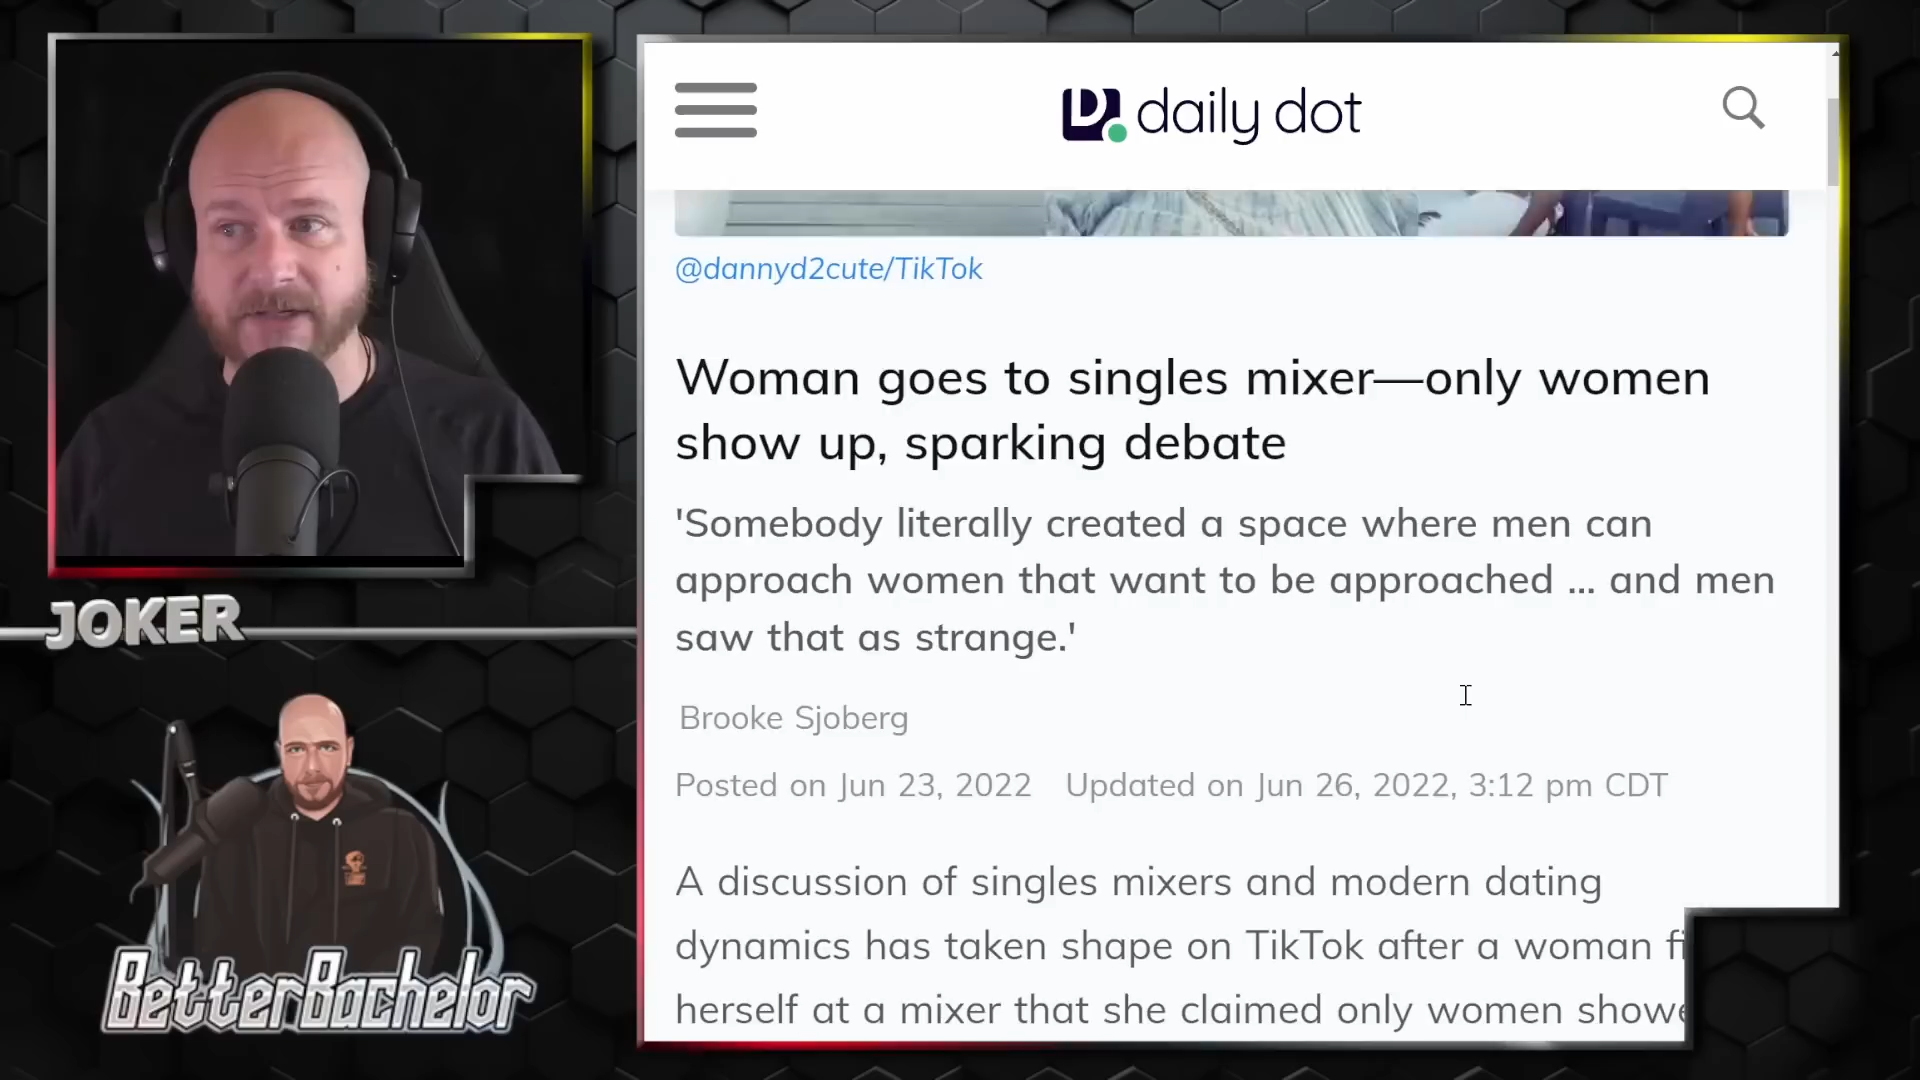 JOKER
BetterBachelor
daily dot
@dannyd2cute/TikTok
Woman goes to singles mixer—only women
show up, sparking debate
'Somebody literally created a space where men can
approach women that want to be approached ... and men
saw that as strange.'
Brooke Sjoberg
Posted on Jun 23, 2022 Updated on Jun 26, 2022, 3:12 pm CDT
A discussion of singles mixers and modern dating
dynamics has taken shape on TikTok after a woman
herself at a mixer that she claimed only women